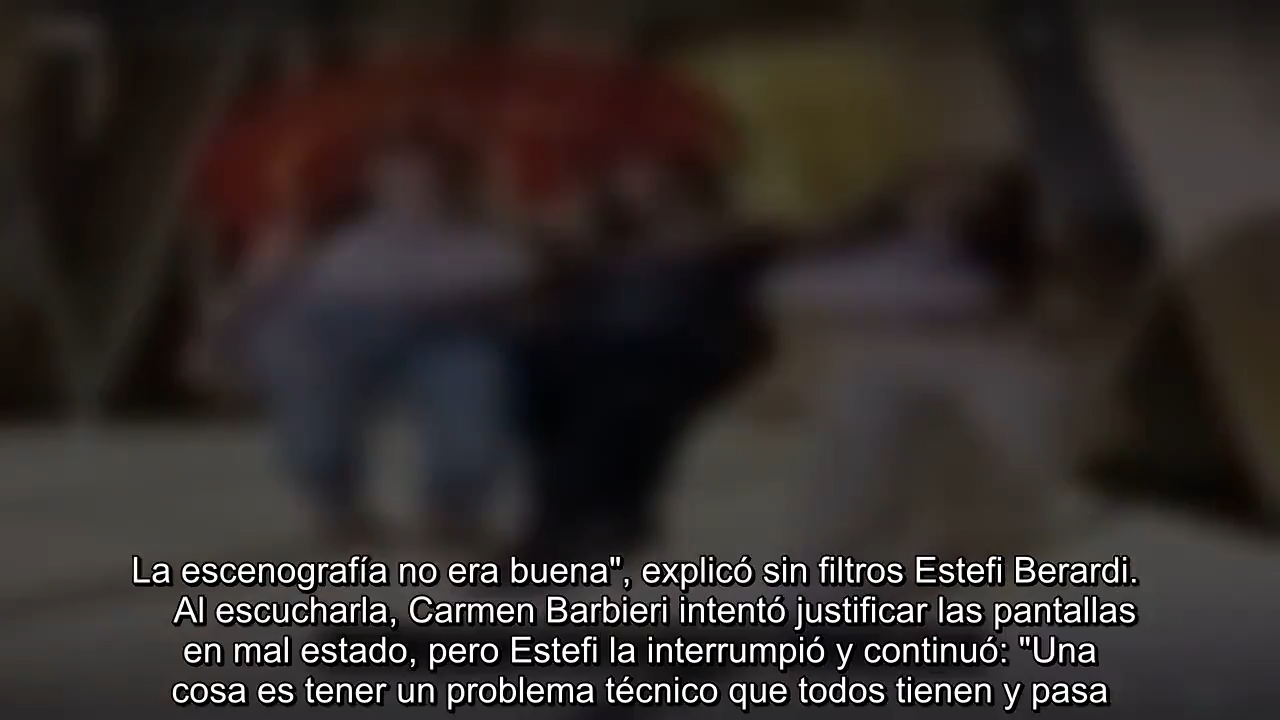 La escenografía no era buena", explicó sin filtros Estefi Berardi.
Al escucharla, Carmen Barbieri intentó justificar las pantallas
en mal estado, pero Estefi la interrumpió y continuó: "Una
cosa es tener un problema técnico que todos tienen y pasa